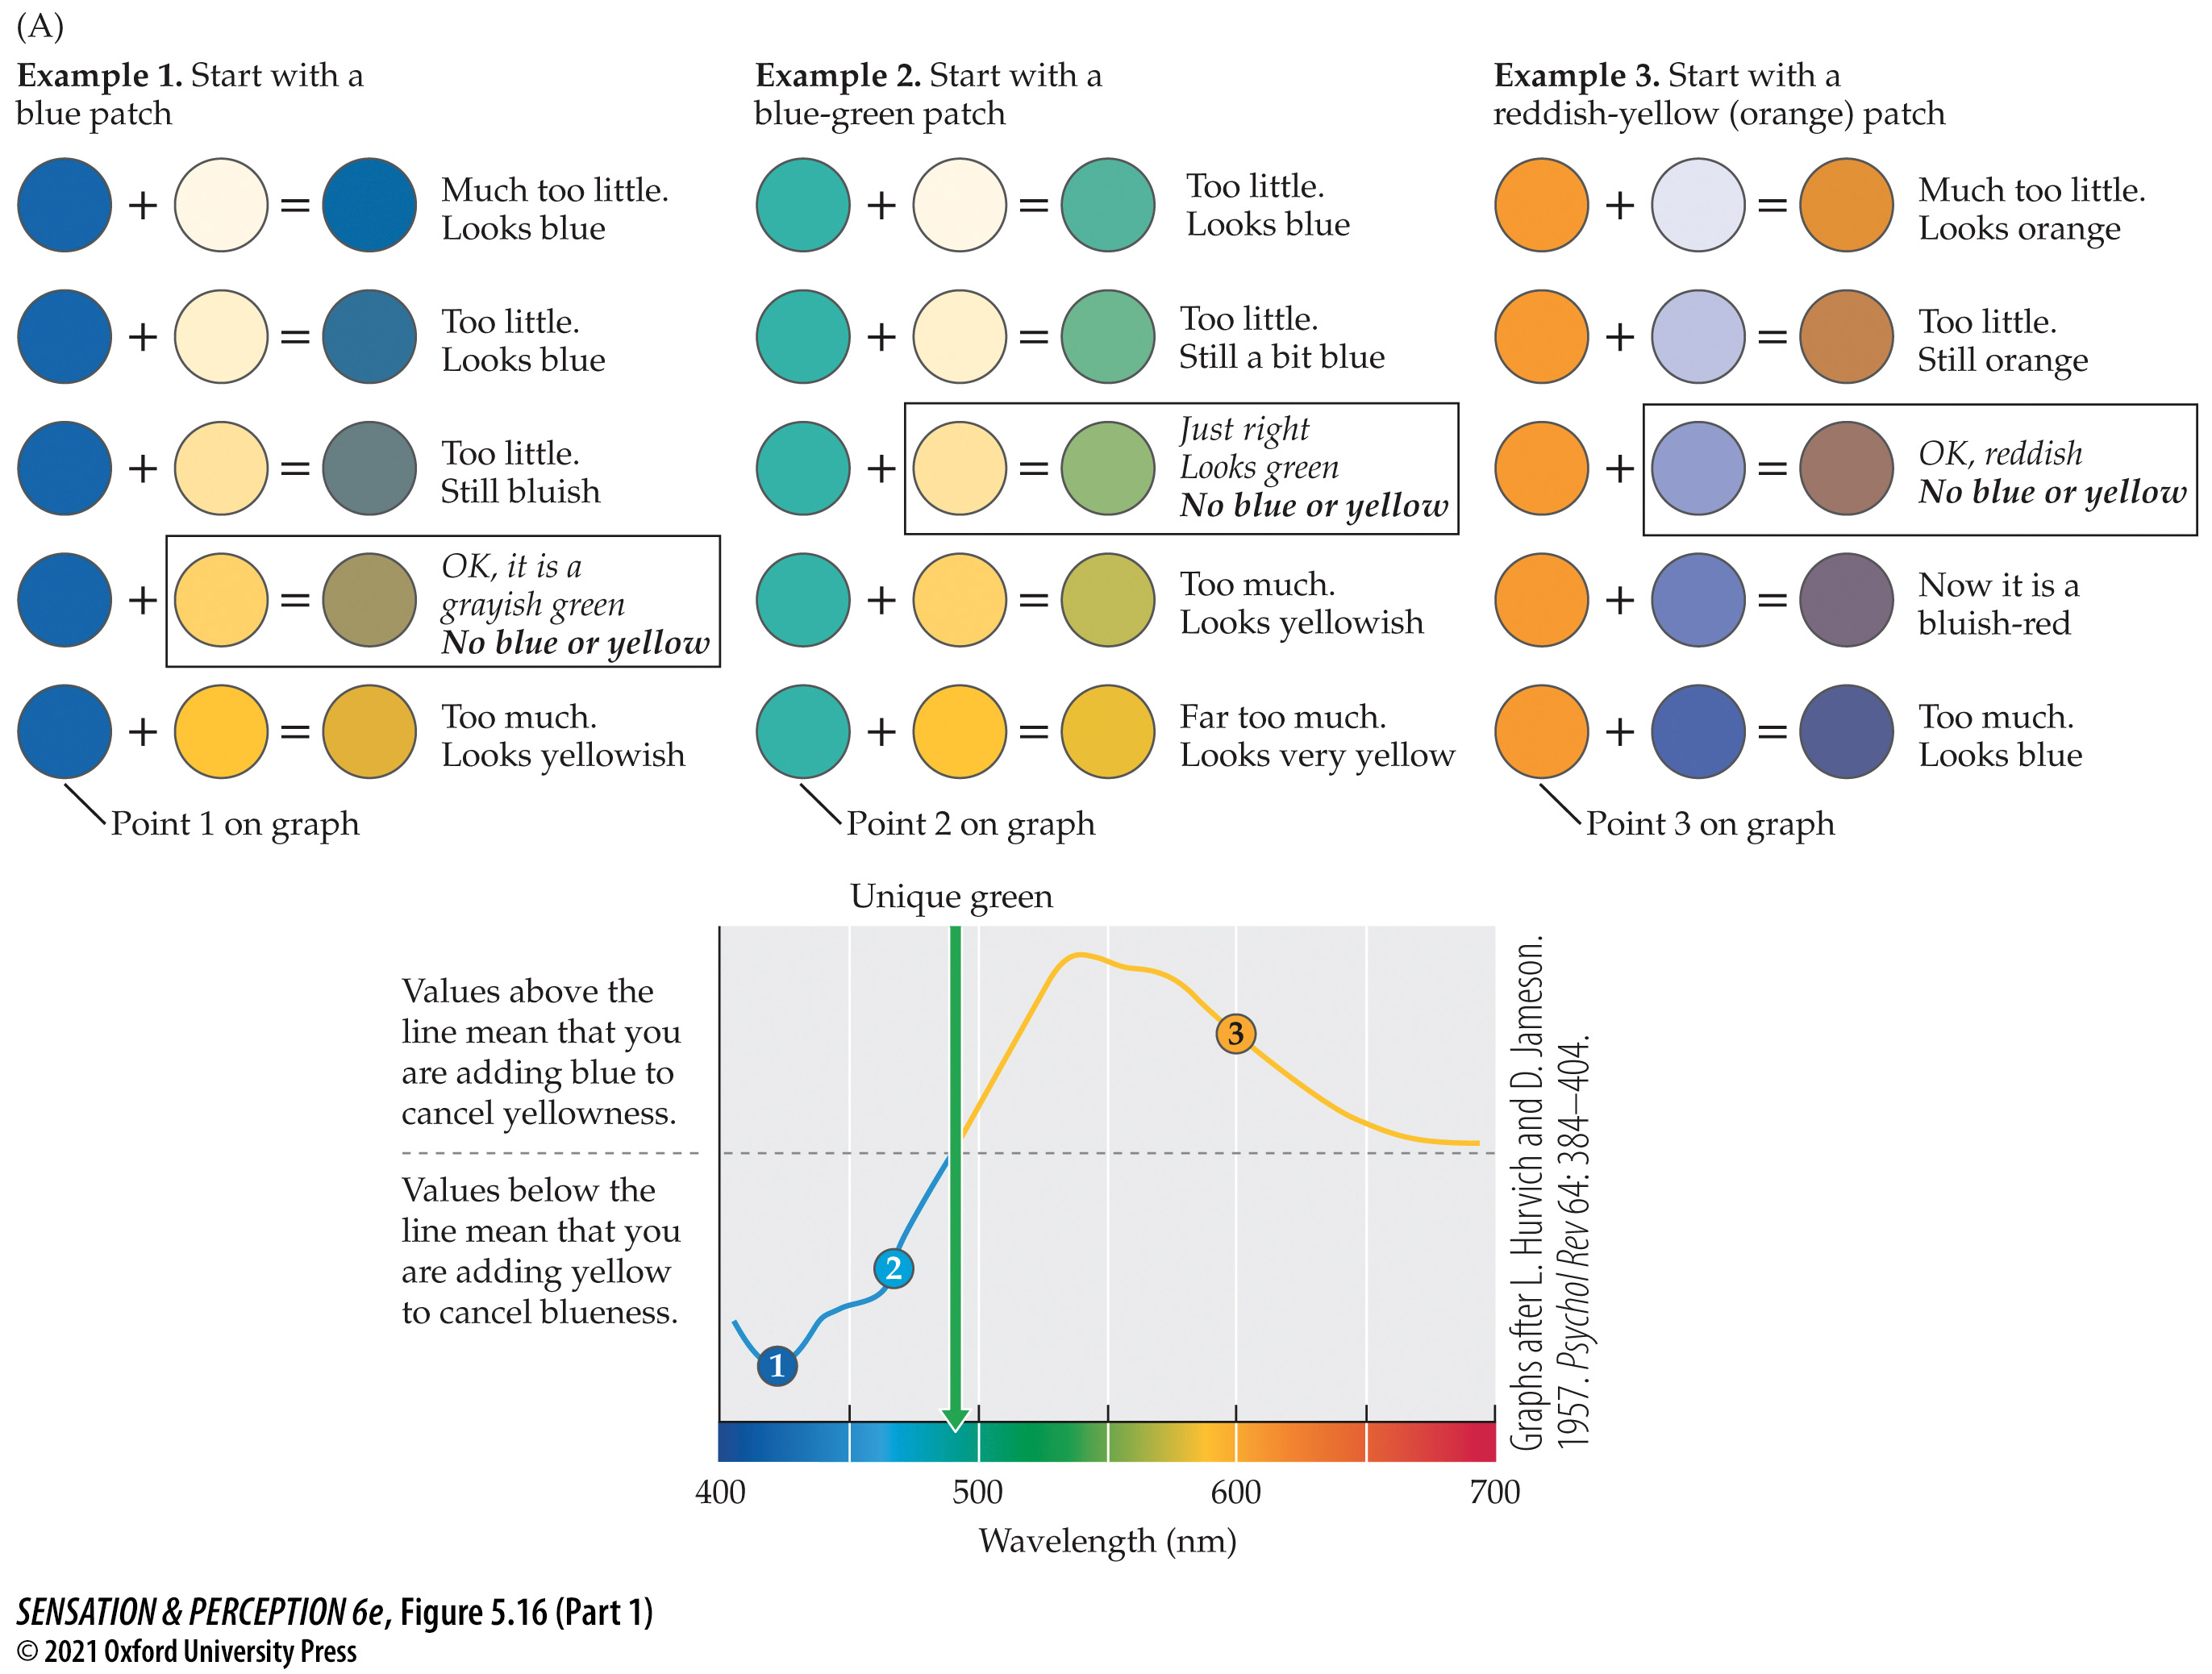 (A)
Example 1. Start with a
blue patch
+ = Much too little.
Looks blue
+ = Too little.
Looks blue
+ = Too little.
Still bluish
+ = OK, it is a
grayish green
No blue or yellow
+ = Too much.
Looks yellowish
Point 1 on graph
Example 2. Start with a
blue-green patch
+ = Too little.
Looks blue
+ = Too little.
Still a bit blue
+ = Just right
Looks green
No blue or yellow
+ = Too much.
Looks yellowish
+ = Far too much.
Looks very yellow
Point 2 on graph
Example 3. Start with a
reddish-yellow (orange) patch
+ = Much too little.
Looks orange
+ = Too little.
Still orange
+ = OK, reddish
No blue or yellow
+ = Now it is a
bluish-red
+ = Too much.
Looks blue
Point 3 on graph
Unique green
Values above the
line mean that you
are adding blue to
cancel yellowness.
Values below the
line mean that you
are adding yellow
to cancel blueness.
1
2
3
400 500 600 700
Wavelength (nm)
Graphs after L. Hurvich and D. Jameson.
1957. Psychol Rev 64: 384–404.
SENSATION & PERCEPTION 6e, Figure 5.16 (Part 1)
© 2021 Oxford University Press